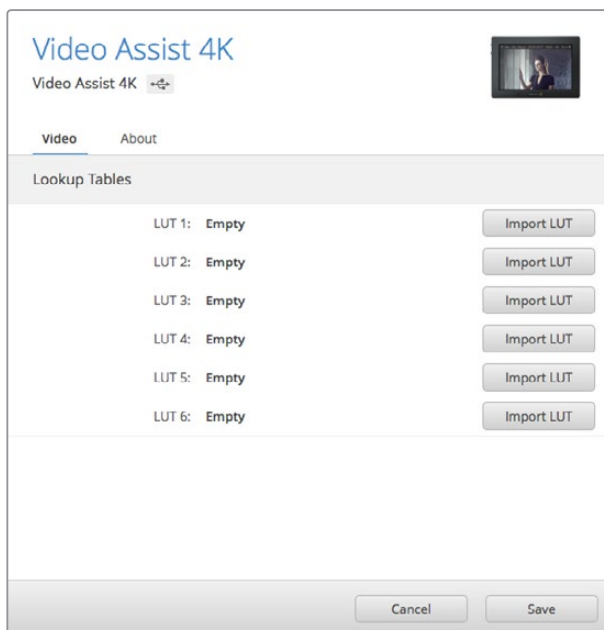 Video Assist 4K
Video Assist 4K
Video About
Lookup Tables
LUT 1: Empty Import LUT
LUT 2: Empty Import LUT
LUT 3: Empty Import LUT
LUT 4: Empty Import LUT
LUT 5: Empty Import LUT
LUT 6: Empty Import LUT
Cancel Save